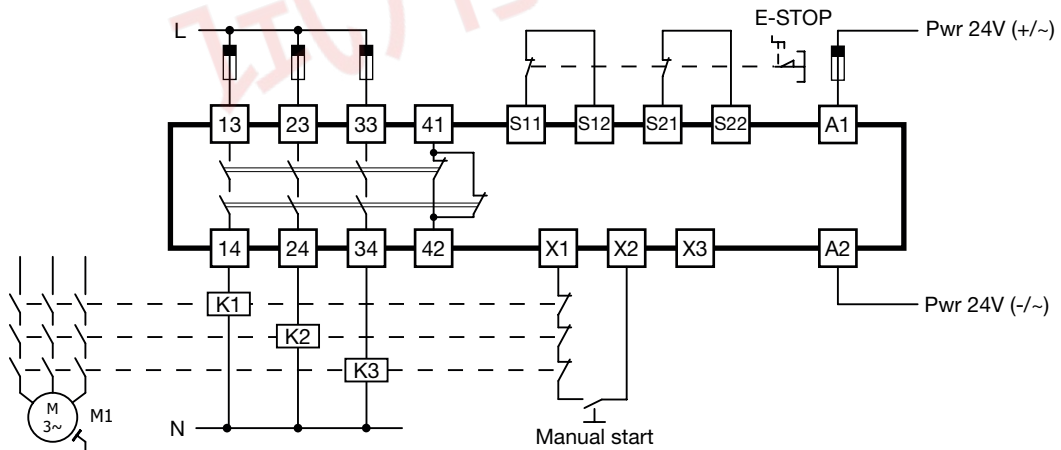 E-STOP
L
Pwr 24V (+/~)
13 23 33 41 S11 S12 S21 S22 A1
14 24 34 42 X1 X2 X3 A2
K1
Pwr 24V (-/~)
K2
K3
M
3~
M1
N
Manual start